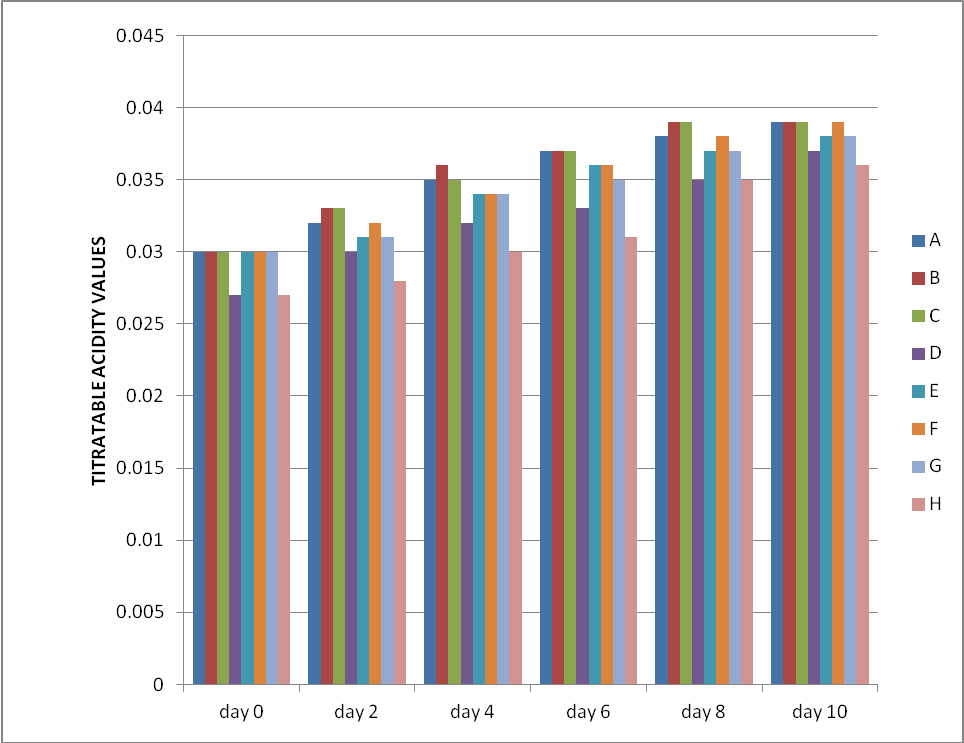 TITRATABLE ACIDITY VALUES
0.045
0.04
0.035
0.03
0.025
0.02
0.015
0.01
0.005
0
day 0 day 2 day 4 day 6 day 8 day 10
A
B
C
D
E
F
G
H